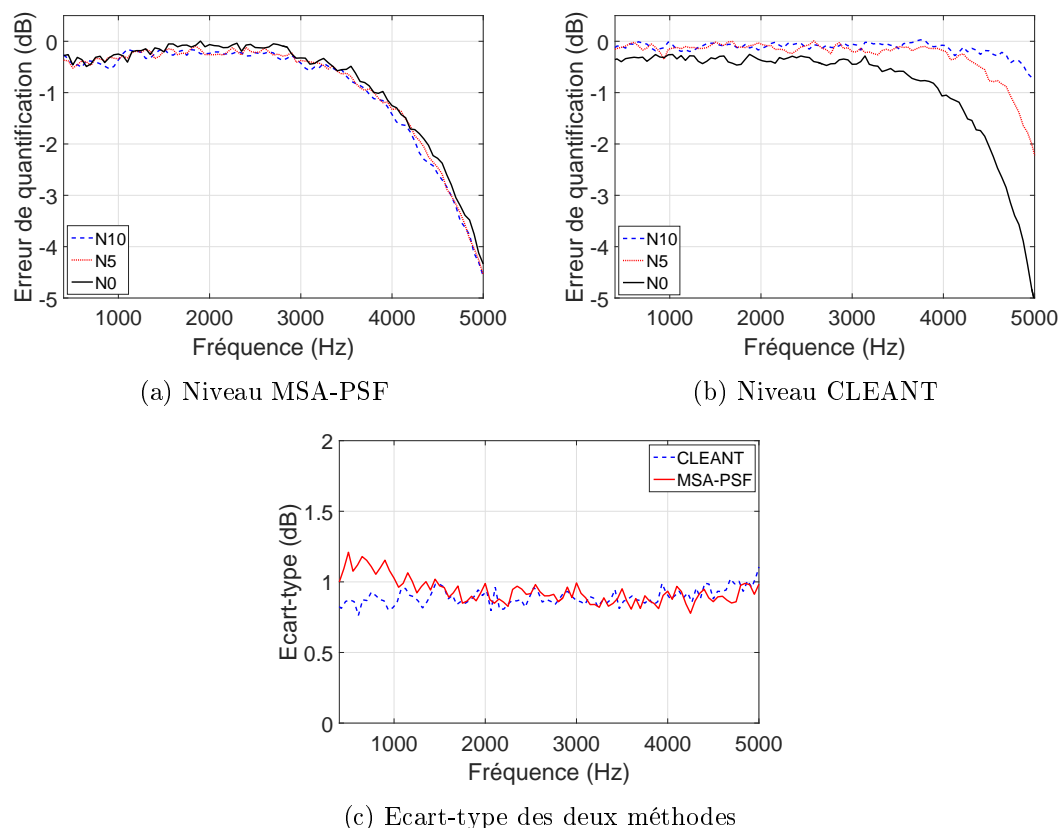 Erreur de quantification (dB)
0
-1
-2
-3
-4
-5
N10
N5
N0
1000 2000 3000 4000 5000
Fréquence (Hz)
(a) Niveau MSA-PSF
Erreur de quantification (dB)
0
-1
-2
-3
-4
-5
N10
N5
N0
1000 2000 3000 4000 5000
Fréquence (Hz)
(b) Niveau CLEANT
Ecart-type (dB)
2
1.5
1
0.5
0
CLEANT
MSA-PSF
1000 2000 3000 4000 5000
Fréquence (Hz)
(c) Ecart-type des deux méthodes